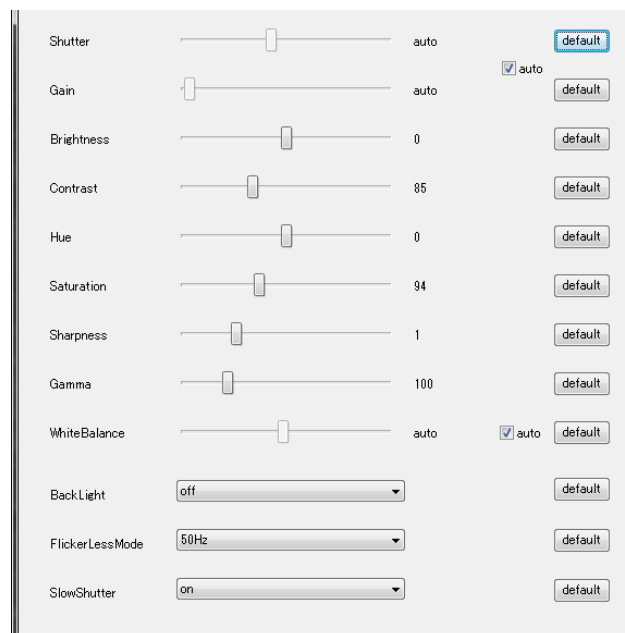 Shutter auto default
auto
Gain auto default
Brightness 0 default
Contrast 85 default
Hue 0 default
Saturation 94 default
Sharpness 1 default
Gamma 100 default
WhiteBalance auto auto default
BackLight off default
FlickerLessMode 50Hz default
SlowShutter on default